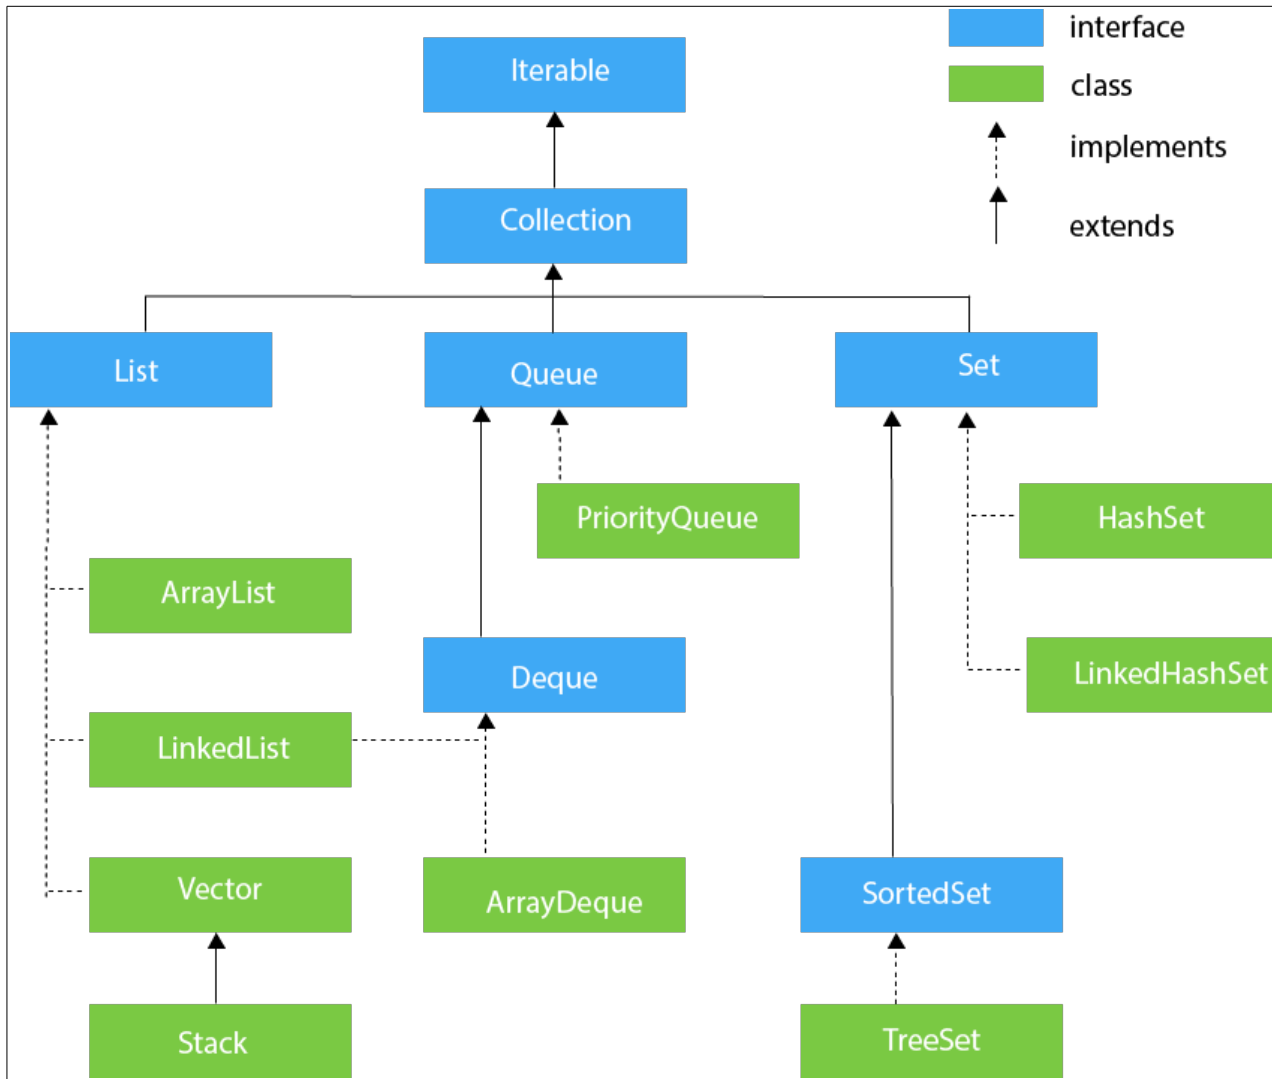 interface
Iterable
class
implements
Collection
extends
List
Queue
Set
PriorityQueue
HashSet
ArrayList
Deque
LinkedHashSet
LinkedList
Vector
ArrayDeque
SortedSet
Stack
TreeSet